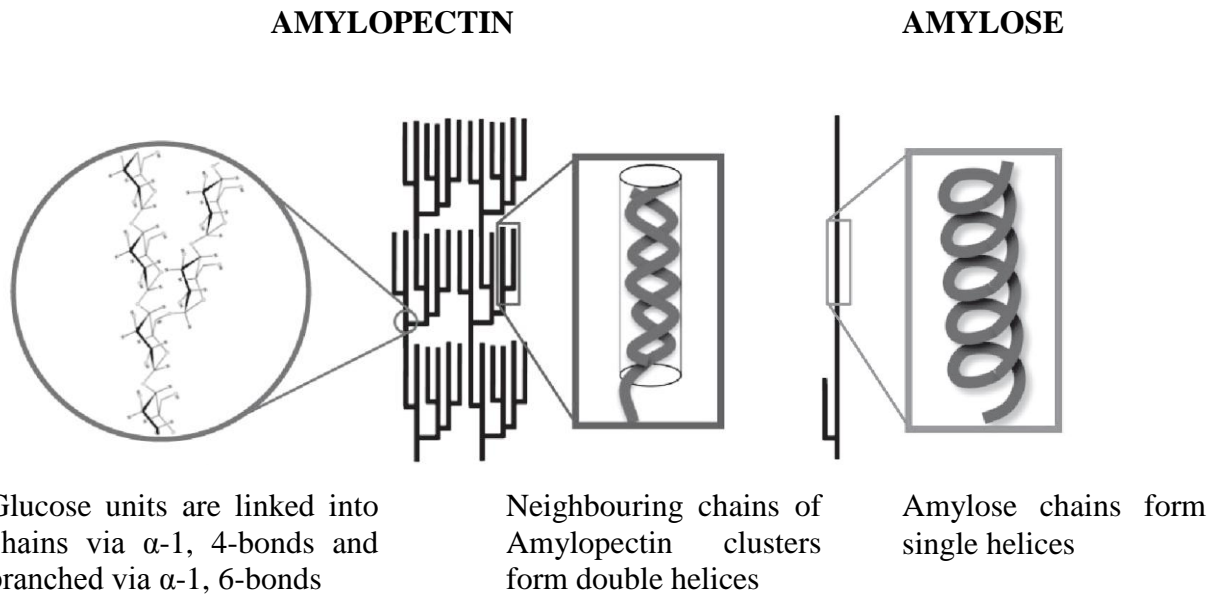 AMYLOPECTIN
AMYLOSE
Glucose units are linked into
chains via α-1, 4-bonds and
branched via α-1, 6-bonds
Neighbouring chains of
Amylopectin clusters
form double helices
Amylose chains form
single helices